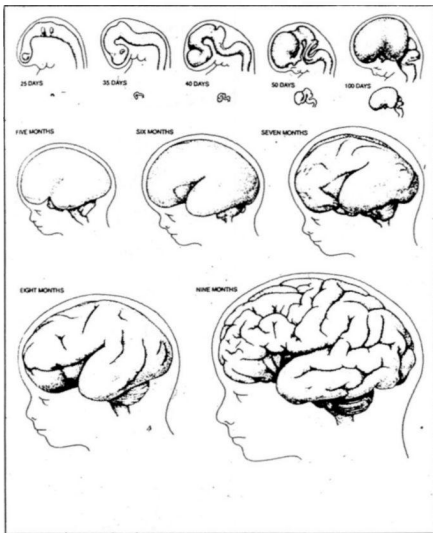 25 DAYS
35 DAYS
40 DAYS
50 DAYS
100 DAYS
FIVE MONTHS
SIX MONTHS
SEVEN MONTHS
EIGHT MONTHS
NINE MONTHS